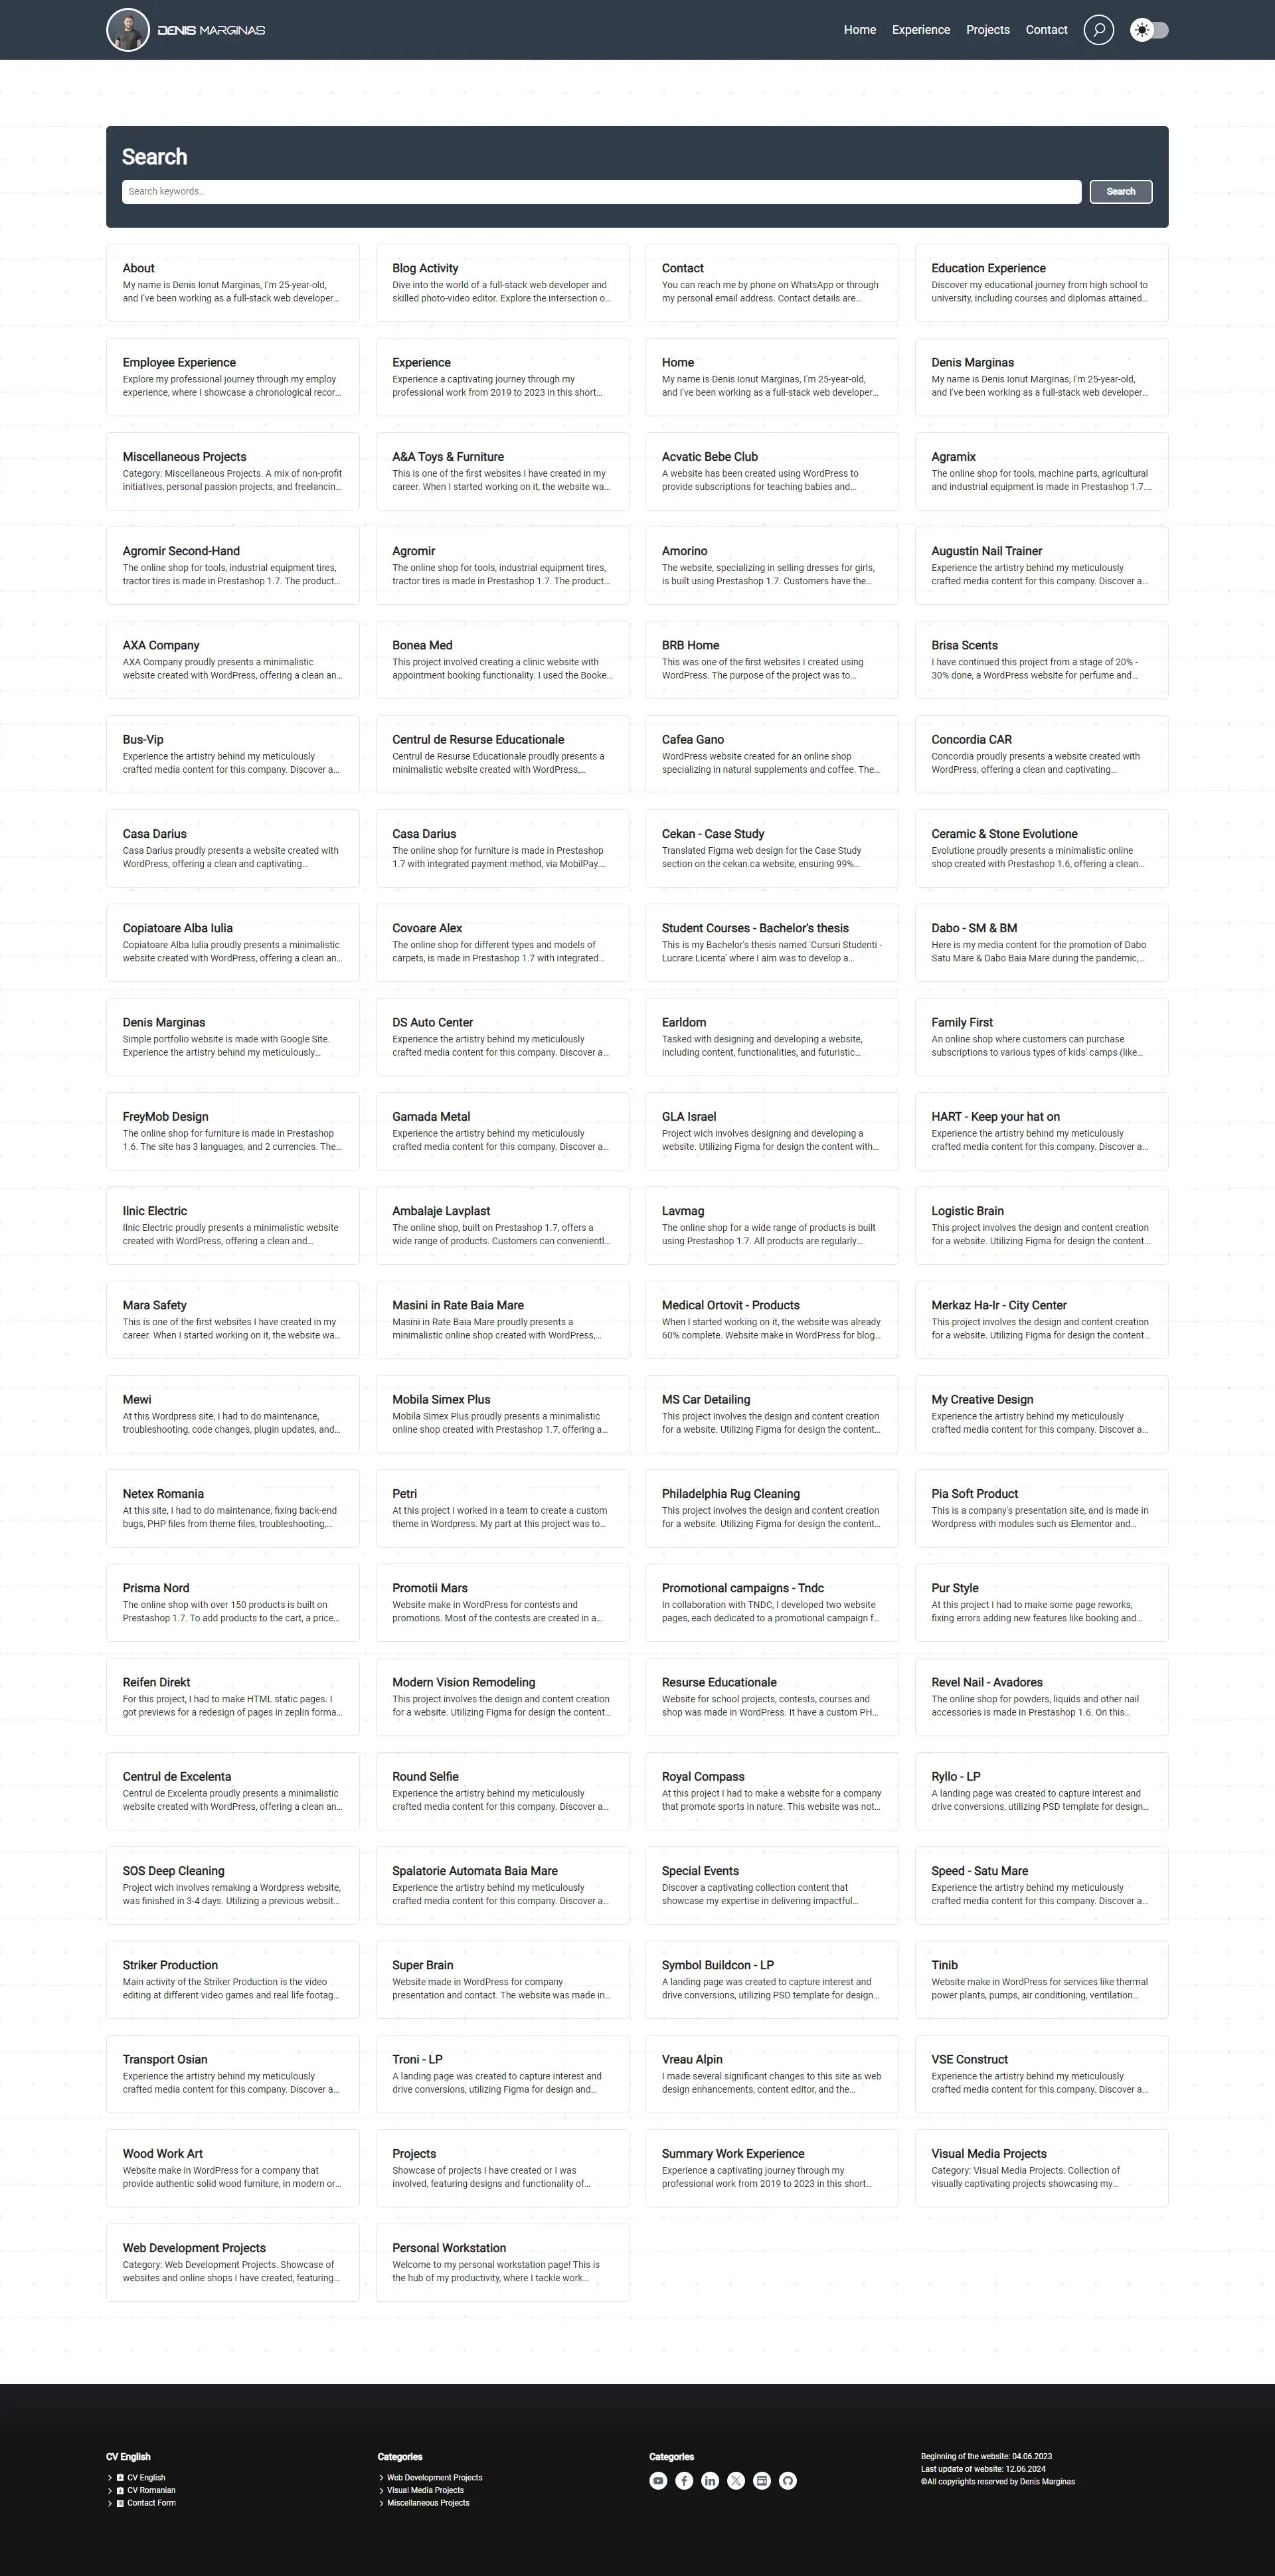 DENIS MARGINAS
Home Experience Projects Contact
Search
Search keywords..
Search
About
My name is Denis Ionut Marginas, I'm 25-year-old,
and I've been working as a full-stack web developer...
Blog Activity
Dive into the world of a full-stack web developer and
skilled photo-video editor. Explore the intersection o...
Contact
You can reach me by phone on WhatsApp or through
my personal email address. Contact details are...
Education Experience
Discover my educational journey from high school to
university, including courses and diplomas attained...
Employee Experience
Explore my professional journey through my employ
experience, where I showcase a chronological recor...
Experience
Experience a captivating journey through my
professional work from 2019 to 2023 in this short...
Home
My name is Denis Ionut Marginas, I'm 25-year-old,
and I've been working as a full-stack web developer...
Denis Marginas
My name is Denis Ionut Marginas, I'm 25-year-old,
and I've been working as a full-stack web developer...
Miscellaneous Projects
Category: Miscellaneous Projects. A mix of non-profit
initiatives, personal passion projects, and freelancin...
A&A Toys & Furniture
This is one of the first websites I have created in my
career. When I started working on it, the website wa...
Acvatic Bebe Club
A website has been created using WordPress to
provide subscriptions for teaching babies and...
Agramix
The online shop for tools, machine parts, agricultural
and industrial equipment is made in Prestashop 1.7....
Agromir Second-Hand
The online shop for tools, industrial equipment tires,
tractor tires is made in Prestashop 1.7. The product...
Agromir
The online shop for tools, industrial equipment tires,
tractor tires is made in Prestashop 1.7. The product...
Amorino
The website, specializing in selling dresses for girls,
is built using Prestashop 1.7. Customers have the...
Augustin Nail Trainer
Experience the artistry behind my meticulously
crafted media content for this company. Discover a...
AXA Company
AXA Company proudly presents a minimalistic
website created with WordPress, offering a clean an...
Bonea Med
This project involved creating a clinic website with
appointment booking functionality. I used the Booke...
BRB Home
This was one of the first websites I created using
WordPress. The purpose of the project was to...
Brisa Scents
I have continued this project from a stage of 20% -
30% done, a WordPress website for perfume and...
Bus-Vip
Experience the artistry behind my meticulously
crafted media content for this company. Discover a...
Centrul de Resurse Educationale
Centrul de Resurse Educationale proudly presents a
minimalistic website created with WordPress,...
Cafea Gano
WordPress website created for an online shop
specializing in natural supplements and coffee. The...
Concordia CAR
Concordia proudly presents a website created with
WordPress, offering a clean and captivating...
Casa Darius
Casa Darius proudly presents a website created with
WordPress, offering a clean and captivating...
Casa Darius
The online shop for furniture is made in Prestashop
1.7 with integrated payment method, via MobilPay....
Cekan - Case Study
Translated Figma web design for the Case Study
section on the cekan.ca website, ensuring 99%...
Ceramic & Stone Evolutione
Evolutione proudly presents a minimalistic online
shop created with Prestashop 1.6, offering a clean...
Copiatoare Alba Iulia
Copiatoare Alba Iulia proudly presents a minimalistic
website created with WordPress, offering a clean an...
Covoare Alex
The online shop for different types and models of
carpets, is made in Prestashop 1.7 with integrated...
Student Courses - Bachelor's thesis
This is my Bachelor's thesis named 'Cursuri Studenti -
Lucrare Licenta' where I aim was to develop a...
Dabo - SM & BM
Here is my media content for the promotion of Dabo
Satu Mare & Dabo Baia Mare during the pandemic,...
Denis Marginas
Simple portfolio website is made with Google Site.
Experience the artistry behind my meticulously...
DS Auto Center
Experience the artistry behind my meticulously
crafted media content for this company. Discover a...
Earldom
Tasked with designing and developing a website,
including content, functionalities, and futuristic...
Family First
An online shop where customers can purchase
subscriptions to various types of kids' camps (like...
FreyMob Design
The online shop for furniture is made in Prestashop
1.6. The site has 3 languages, and 2 currencies. The...
Gamada Metal
Experience the artistry behind my meticulously
crafted media content for this company. Discover a...
GLA Israel
Project wich involves designing and developing a
website. Utilizing Figma for design the content with...
HART - Keep your hat on
Experience the artistry behind my meticulously
crafted media content for this company. Discover a...
Ilnic Electric
Ilnic Electric proudly presents a minimalistic website
created with WordPress, offering a clean and...
Ambalaje Lavplast
The online shop, built on Prestashop 1.7, offers a
wide range of products. Customers can convenientl...
Lavmag
The online shop for a wide range of products is built
using Prestashop 1.7. All products are regularly...
Logistic Brain
This project involves the design and content creation
for a website. Utilizing Figma for design the content...
Mara Safety
This is one of the first websites I have created in my
career. When I started working on it, the website wa...
Masini in Rate Baia Mare
Masini in Rate Baia Mare proudly presents a
minimalistic online shop created with WordPress,...
Medical Ortovit - Products
When I started working on it, the website was already
60% complete. Website make in WordPress for blog...
Merkaz Ha-Ir - City Center
This project involves the design and content creation
for a website. Utilizing Figma for design the content...
Mewi
At this Wordpress site, I had to do maintenance,
troubleshooting, code changes, plugin updates, and...
Mobila Simex Plus
Mobila Simex Plus proudly presents a minimalistic
online shop created with Prestashop 1.7, offering a...
MS Car Detailing
This project involves the design and content creation
for a website. Utilizing Figma for design the content...
My Creative Design
Experience the artistry behind my meticulously
crafted media content for this company. Discover a...
Netex Romania
At this site, I had to do maintenance, fixing back-end
bugs, PHP files from theme files, troubleshooting,...
Petri
At this project I worked in a team to create a custom
theme in Wordpress. My part at this project was to...
Philadelphia Rug Cleaning
This project involves the design and content creation
for a website. Utilizing Figma for design the content...
Pia Soft Product
This is a company's presentation site, and is made in
Wordpress with modules such as Elementor and...
Prisma Nord
The online shop with over 150 products is built on
Prestashop 1.7. To add products to the cart, a price...
Promotii Mars
Website make in WordPress for contests and
promotions. Most of the contests are created in a...
Promotional campaigns - Tndc
In collaboration with TNDC, I developed two website
pages, each dedicated to a promotional campaign f...
Pur Style
At this project I had to make some page reworks,
fixing errors adding new features like booking and...
Reifen Direkt
For this project, I had to make HTML static pages. I
got previews for a redesign of pages in zeplin forma...
Modern Vision Remodeling
This project involves the design and content creation
for a website. Utilizing Figma for design the content...
Resurse Educationale
Website for school projects, contests, courses and
shop was made in WordPress. It have a custom PH...
Revel Nail - Avadores
The online shop for powders, liquids and other nail
accessories is made in Prestashop 1.6. On this...
Centrul de Excelenta
Centrul de Excelenta proudly presents a minimalistic
website created with WordPress, offering a clean an...
Round Selfie
Experience the artistry behind my meticulously
crafted media content for this company. Discover a...
Royal Compass
At this project I had to make a website for a company
that promote sports in nature. This website was not...
Ryllo - LP
A landing page was created to capture interest and
drive conversions, utilizing PSD template for design...
SOS Deep Cleaning
Project wich involves remaking a Wordpress website,
was finished in 3-4 days. Utilizing a previous websit...
Spalatorie Automata Baia Mare
Experience the artistry behind my meticulously
crafted media content for this company. Discover a...
Special Events
Discover a captivating collection content that
showcase my expertise in delivering impactful...
Speed - Satu Mare
Experience the artistry behind my meticulously
crafted media content for this company. Discover a...
Striker Production
Main activity of the Striker Production is the video
editing at different video games and real life footag...
Super Brain
Website made in WordPress for company
presentation and contact. The website was made in...
Symbol Buildcon - LP
A landing page was created to capture interest and
drive conversions, utilizing PSD template for design...
Tinib
Website make in WordPress for services like thermal
power plants, pumps, air conditioning, ventilation...
Transport Osian
Experience the artistry behind my meticulously
crafted media content for this company. Discover a...
Troni - LP
A landing page was created to capture interest and
drive conversions, utilizing Figma for design and...
Vreau Alpin
I made several significant changes to this site as web
design enhancements, content editor, and the...
VSE Construct
Experience the artistry behind my meticulously
crafted media content for this company. Discover a...
Wood Work Art
Website make in WordPress for a company that
provide authentic solid wood furniture, in modern or...
Projects
Showcase of projects I have created or I was
involved, featuring designs and functionality of...
Summary Work Experience
Experience a captivating journey through my
professional work from 2019 to 2023 in this short...
Visual Media Projects
Category: Visual Media Projects. Collection of
visually captivating projects showcasing my...
Web Development Projects
Category: Web Development Projects. Showcase of
websites and online shops I have created, featuring...
Personal Workstation
Welcome to my personal workstation page! This is
the hub of my productivity, where I tackle work...
CV English
CV English
CV Romanian
Contact Form
Categories
Web Development Projects
Visual Media Projects
Miscellaneous Projects
Categories
Beginning of the website: 04.06.2023
Last update of website: 12.06.2024
©All copyrights reserved by Denis Marginas